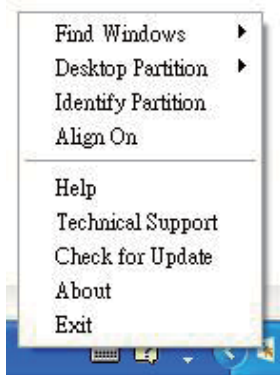 Find Windows
Desktop Partition
Identify Partition
Align On
Help
Technical Support
Check for Update
About
Exit